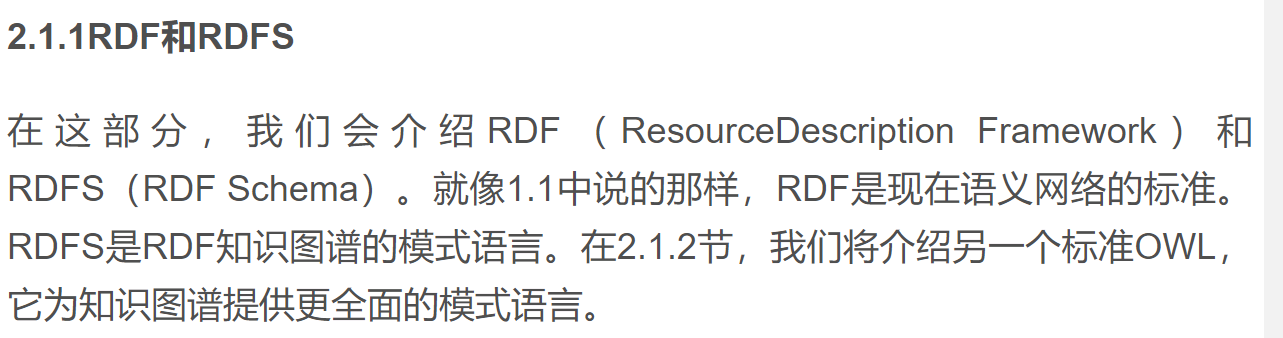 2.1.1RDF和RDFS
在这部分，我们会介绍RDF（ResourceDescription Framework）和
RDFS（RDF Schema）。就像1.1中说的那样，RDF是现在语义网络的标准。
RDFS是RDF知识图谱的模式语言。在2.1.2节，我们将介绍另一个标准OWL，
它为知识图谱提供更全面的模式语言。